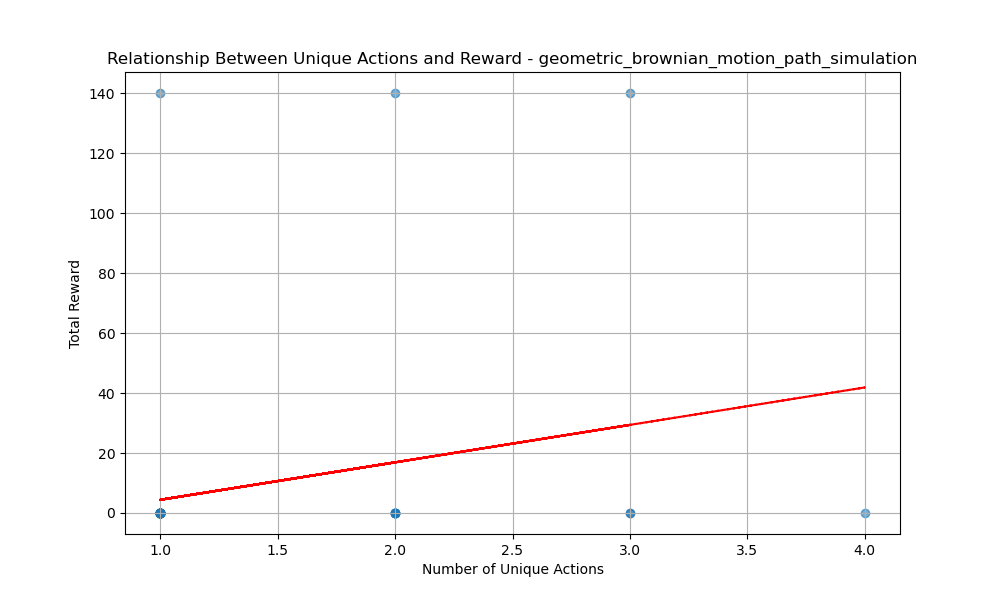 Relationship Between Unique Actions and Reward - geometric_brownian_motion_path_simulation
140
120
100
80
60
40
20
0
Total Reward
1.0 1.5 2.0 2.5 3.0 3.5 4.0
Number of Unique Actions